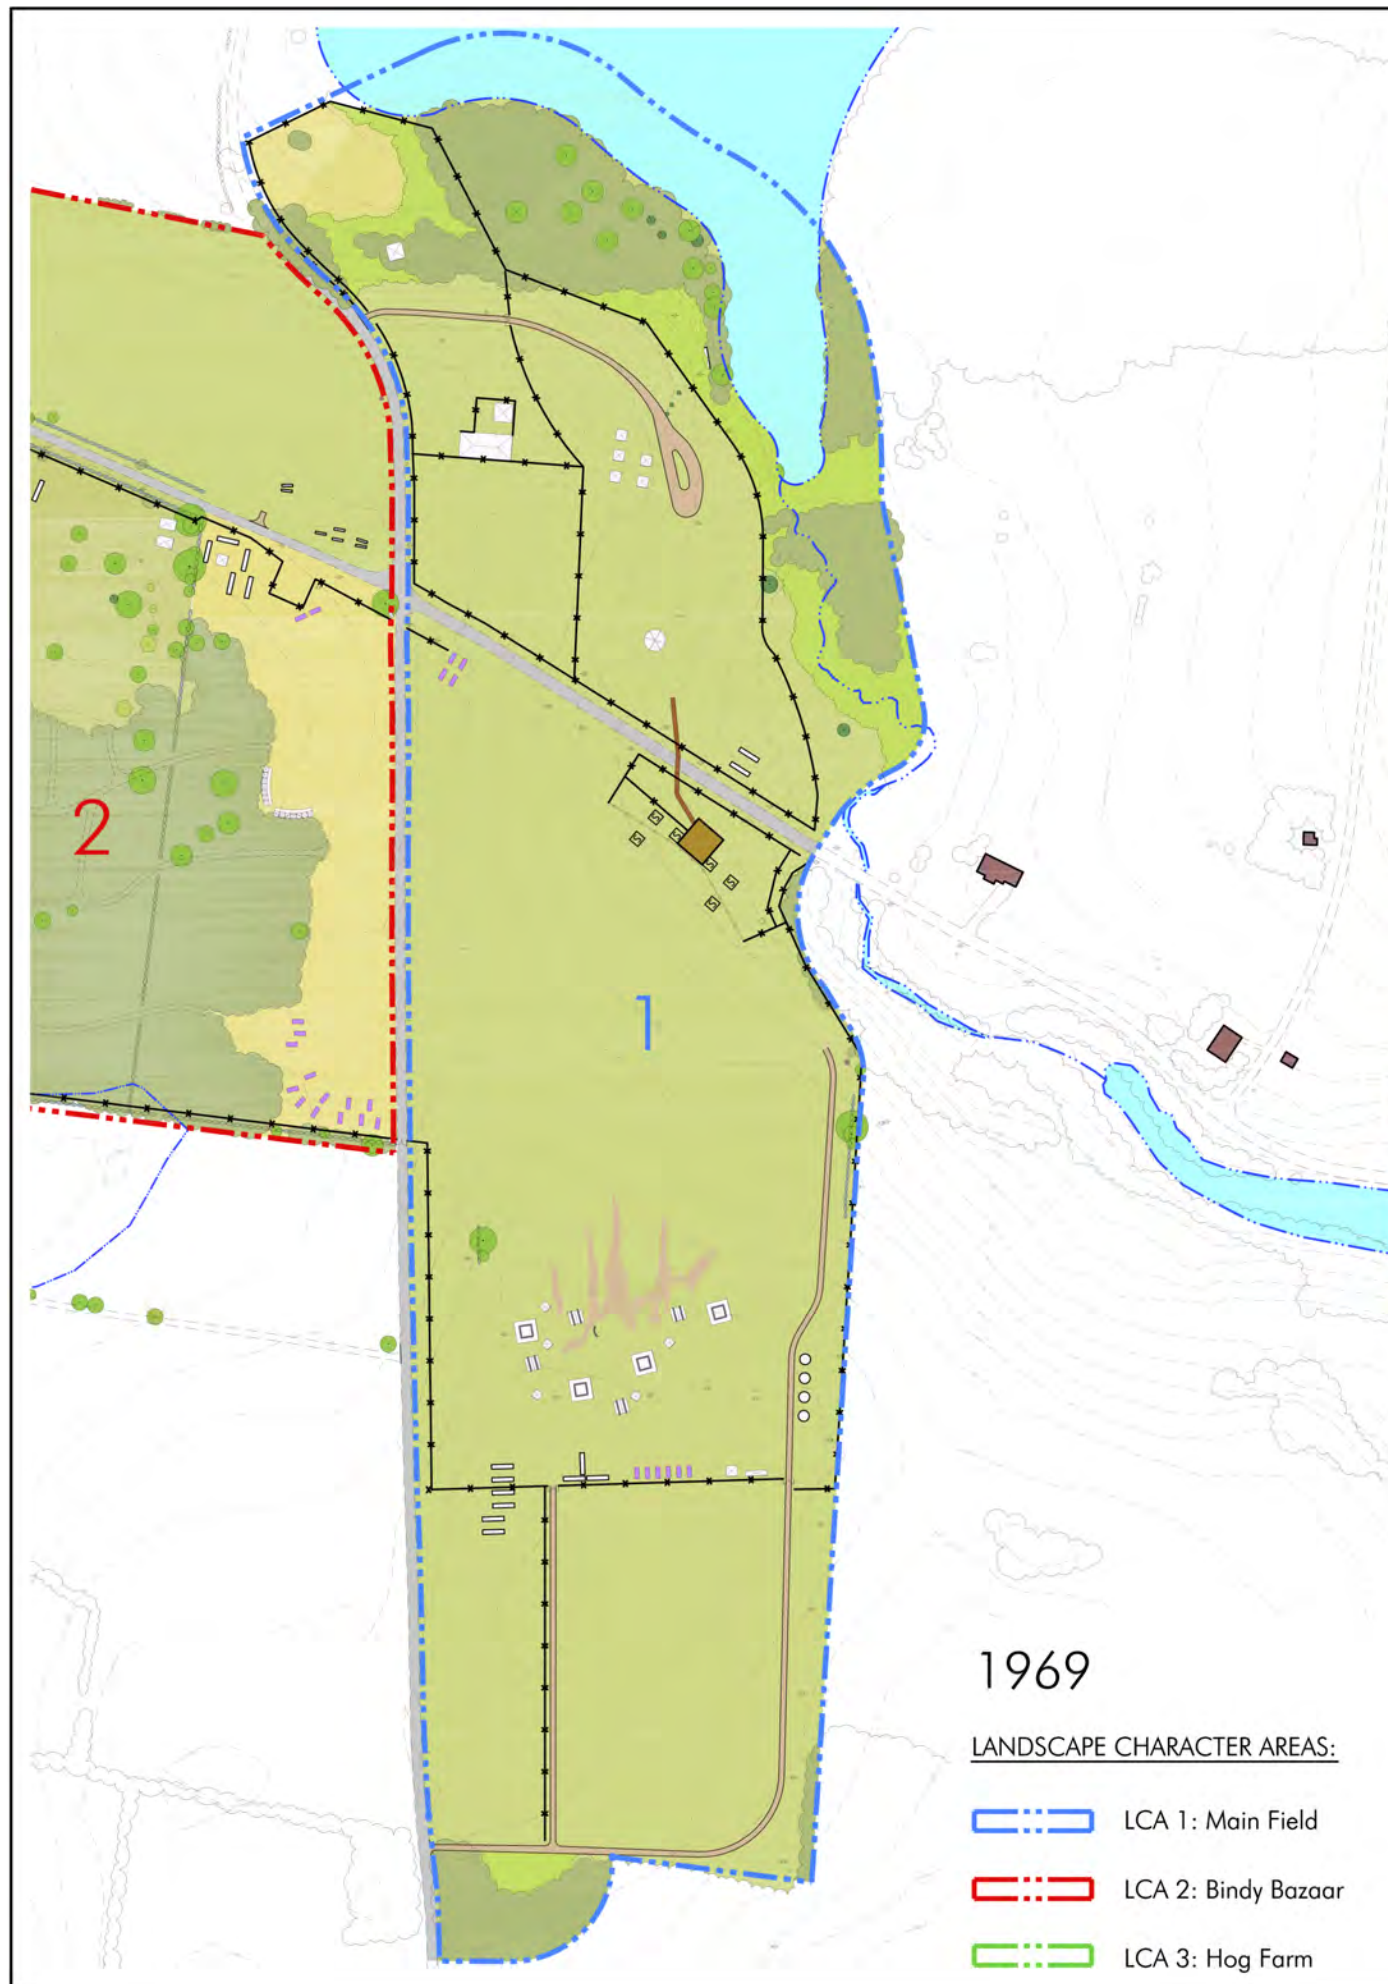 2
1
1969
LANDSCAPE CHARACTER AREAS:
LCA 1: Main Field
LCA 2: Bindy Bazaar
LCA 3: Hog Farm